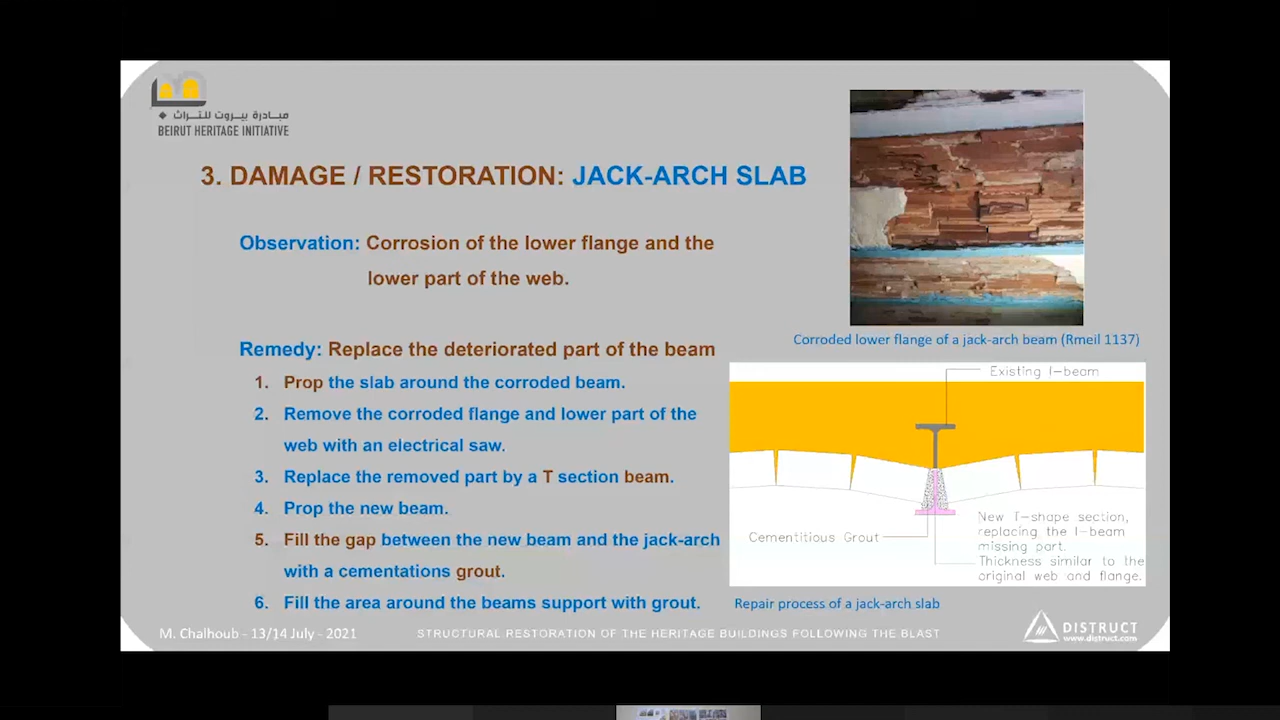 مبادرة بيروت للتراث
BEIRUT HERITAGE INITIATIVE
3. DAMAGE / RESTORATION: JACK-ARCH SLAB
Observation: Corrosion of the lower flange and the
lower part of the web.
Remedy: Replace the deteriorated part of the beam
1. Prop the slab around the corroded beam.
2. Remove the corroded flange and lower part of the
web with an electrical saw.
3. Replace the removed part by a T section beam.
4. Prop the new beam.
5. Fill the gap between the new beam and the jack-arch
with a cementations grout.
6. Fill the area around the beams support with grout.
Corroded lower flange of a jack-arch beam (Rmeil 1137)
Existing I-beam
Cementitious Grout
New T-shape section,
replacing the I-beam
missing part.
Thickness similar to the
original web and flange.
Repair process of a jack-arch slab
M. Chalhoub - 13/14 July - 2021
STRUCTURAL RESTORATION OF THE HERITAGE BUILDINGS FOLLOWING THE BLAST
DISTRUCT
www.distruct.com